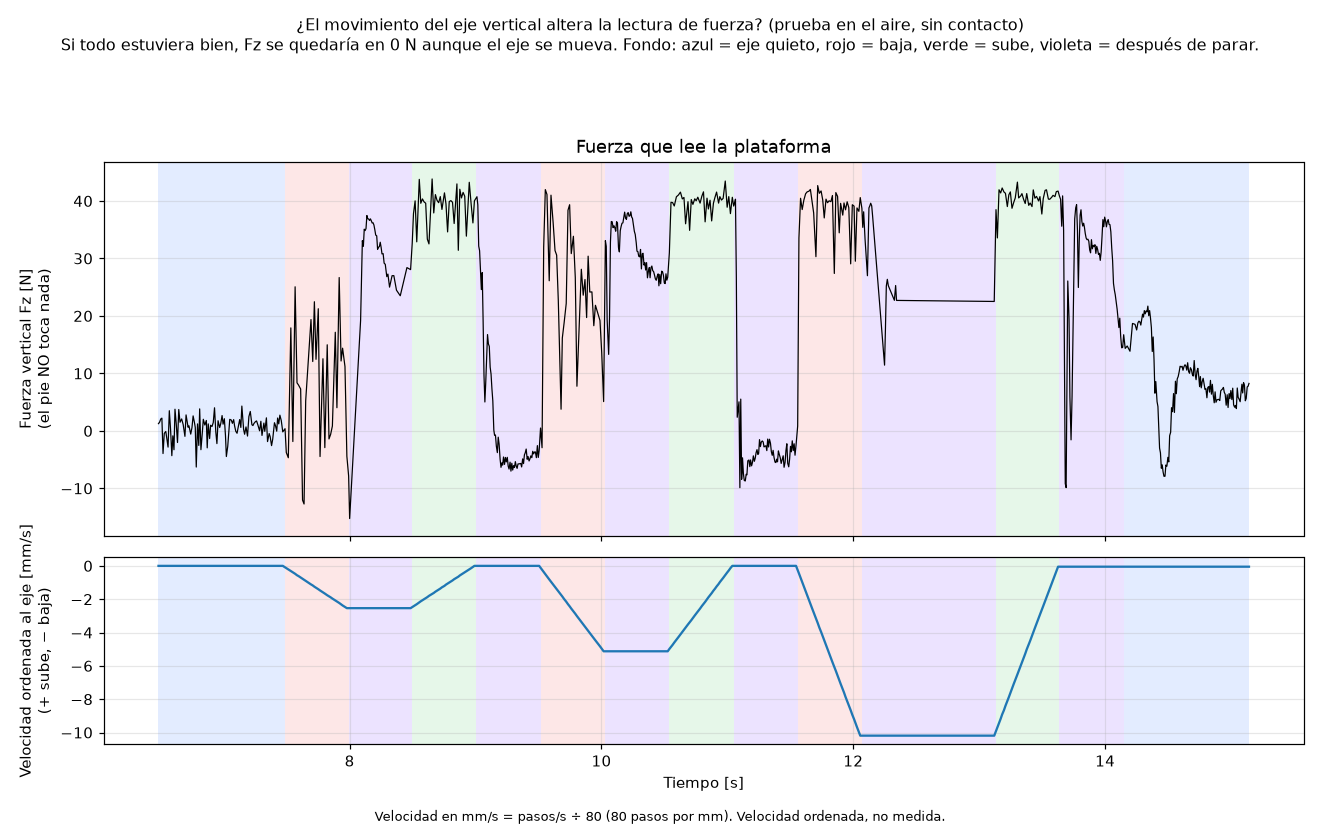 ¿El movimiento del eje vertical altera la lectura de fuerza? (prueba en el aire, sin contacto)
Si todo estuviera bien, Fz se quedaría en 0 N aunque el eje se mueva. Fondo: azul = eje quieto, rojo = baja, verde = sube, violeta = después de parar.
Fuerza que lee la plataforma
Fuerza vertical Fz [N]
(el pie NO toca nada)
40
30
20
10
0
−10
Velocidad ordenada al eje [mm/s]
(+ sube, − baja)
0
−2
−4
−6
−8
−10
8
10
12
14
Tiempo [s]
Velocidad en mm/s = pasos/s ÷ 80 (80 pasos por mm). Velocidad ordenada, no medida.